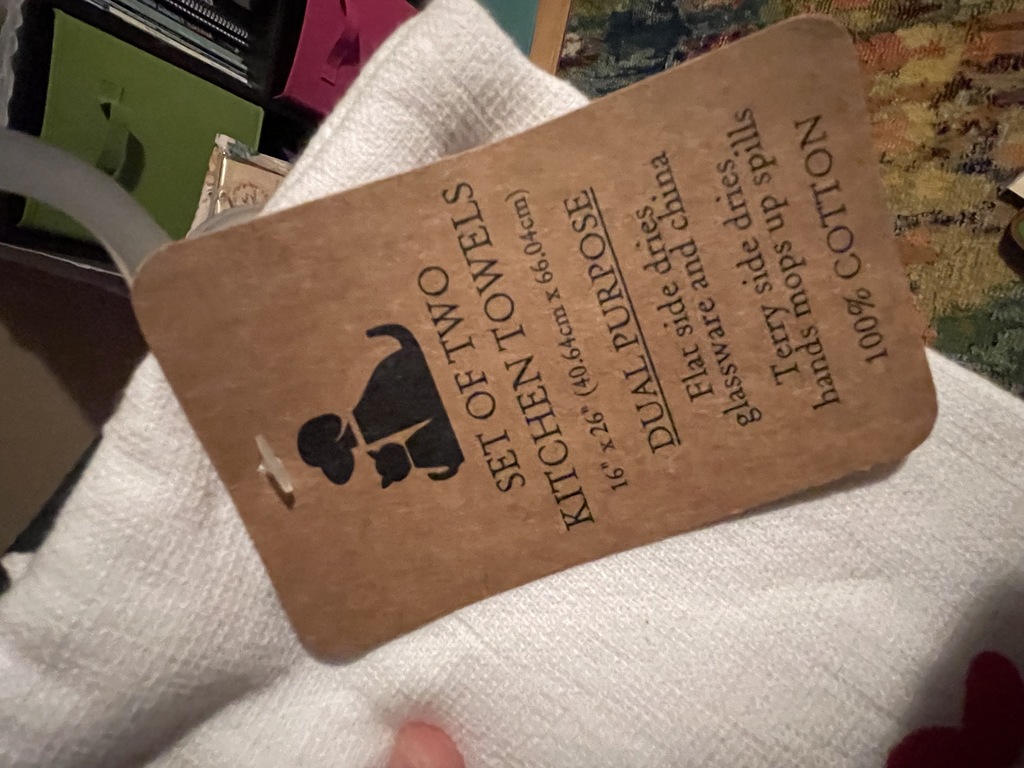 SET OF TWO
KITCHEN TOWELS
16" x 26" (40.64cm x 66.04cm)
DUAL PURPOSE
Flat side dries
glassware and china
Terry side dries
hands mops up spills
100% COTTON